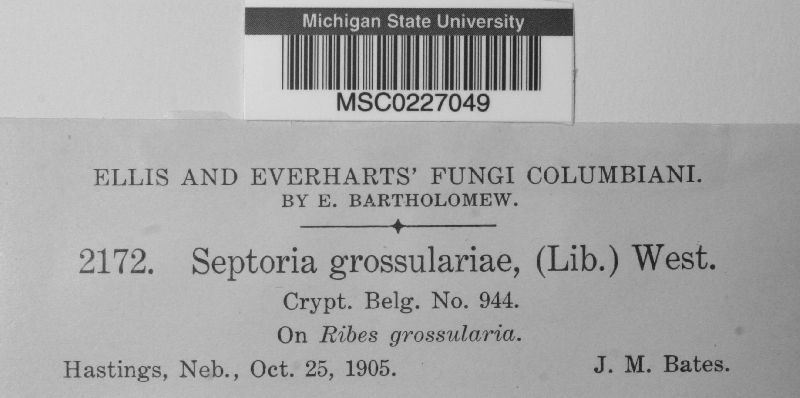 Michigan State University
MSC0227049
ELLIS AND EVERHARTS' FUNGI COLUMBIANI.
BY E. BARTHOLOMEW.
2172. Septoria grossulariae, (Lib.) West.
Crypt. Belg. No. 944.
On Ribes grossularia.
Hastings, Neb., Oct. 25, 1905. J. M. Bates.